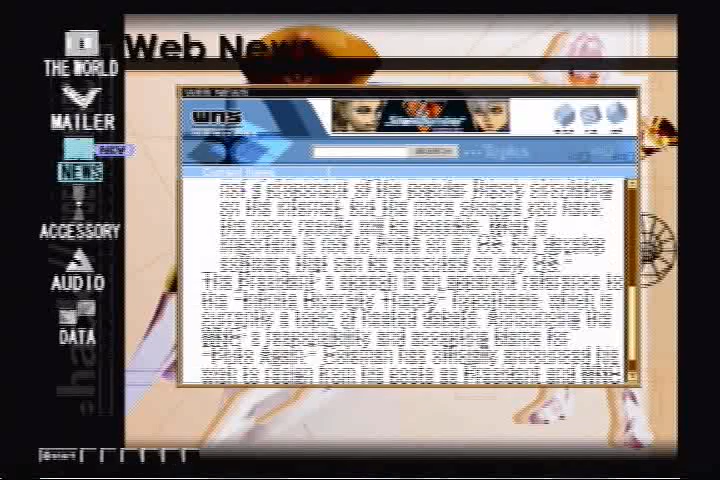 Web News
THE WORLD
MAILER
NEW
NEWS
ACCESSORY
AUDIO
DATA
WEB NEWS
wns
SEARCH
Topics
not a proponent of the popular theory circulating
on the internet, but the more choices you have,
the more results will be possible. What is
important is not to fixate on an OS, but develop
software that can be executed on any OS."
The President's speech is an apparent reference to
the Theory" hypothesis, which is
currently a topic of heated debate. Announcing the
WNC's responsibility and accepting blame for
"Pluto Again," Coleman has officially announced his
wish to resign from his posts as President and WNC